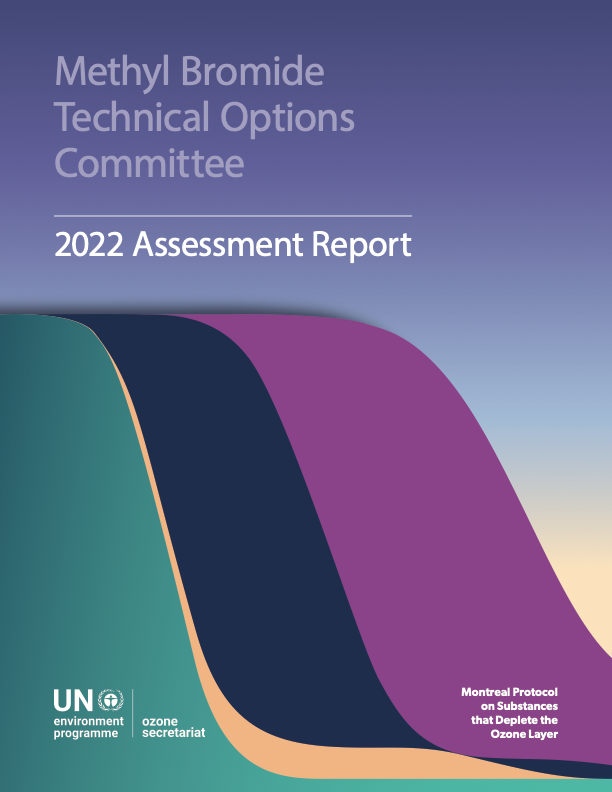 Methyl Bromide
Technical Options
Committee
2022 Assessment Report
UN
environment
programme
ozone
secretariat
Montreal Protocol
on Substances
that Deplete the
Ozone Layer